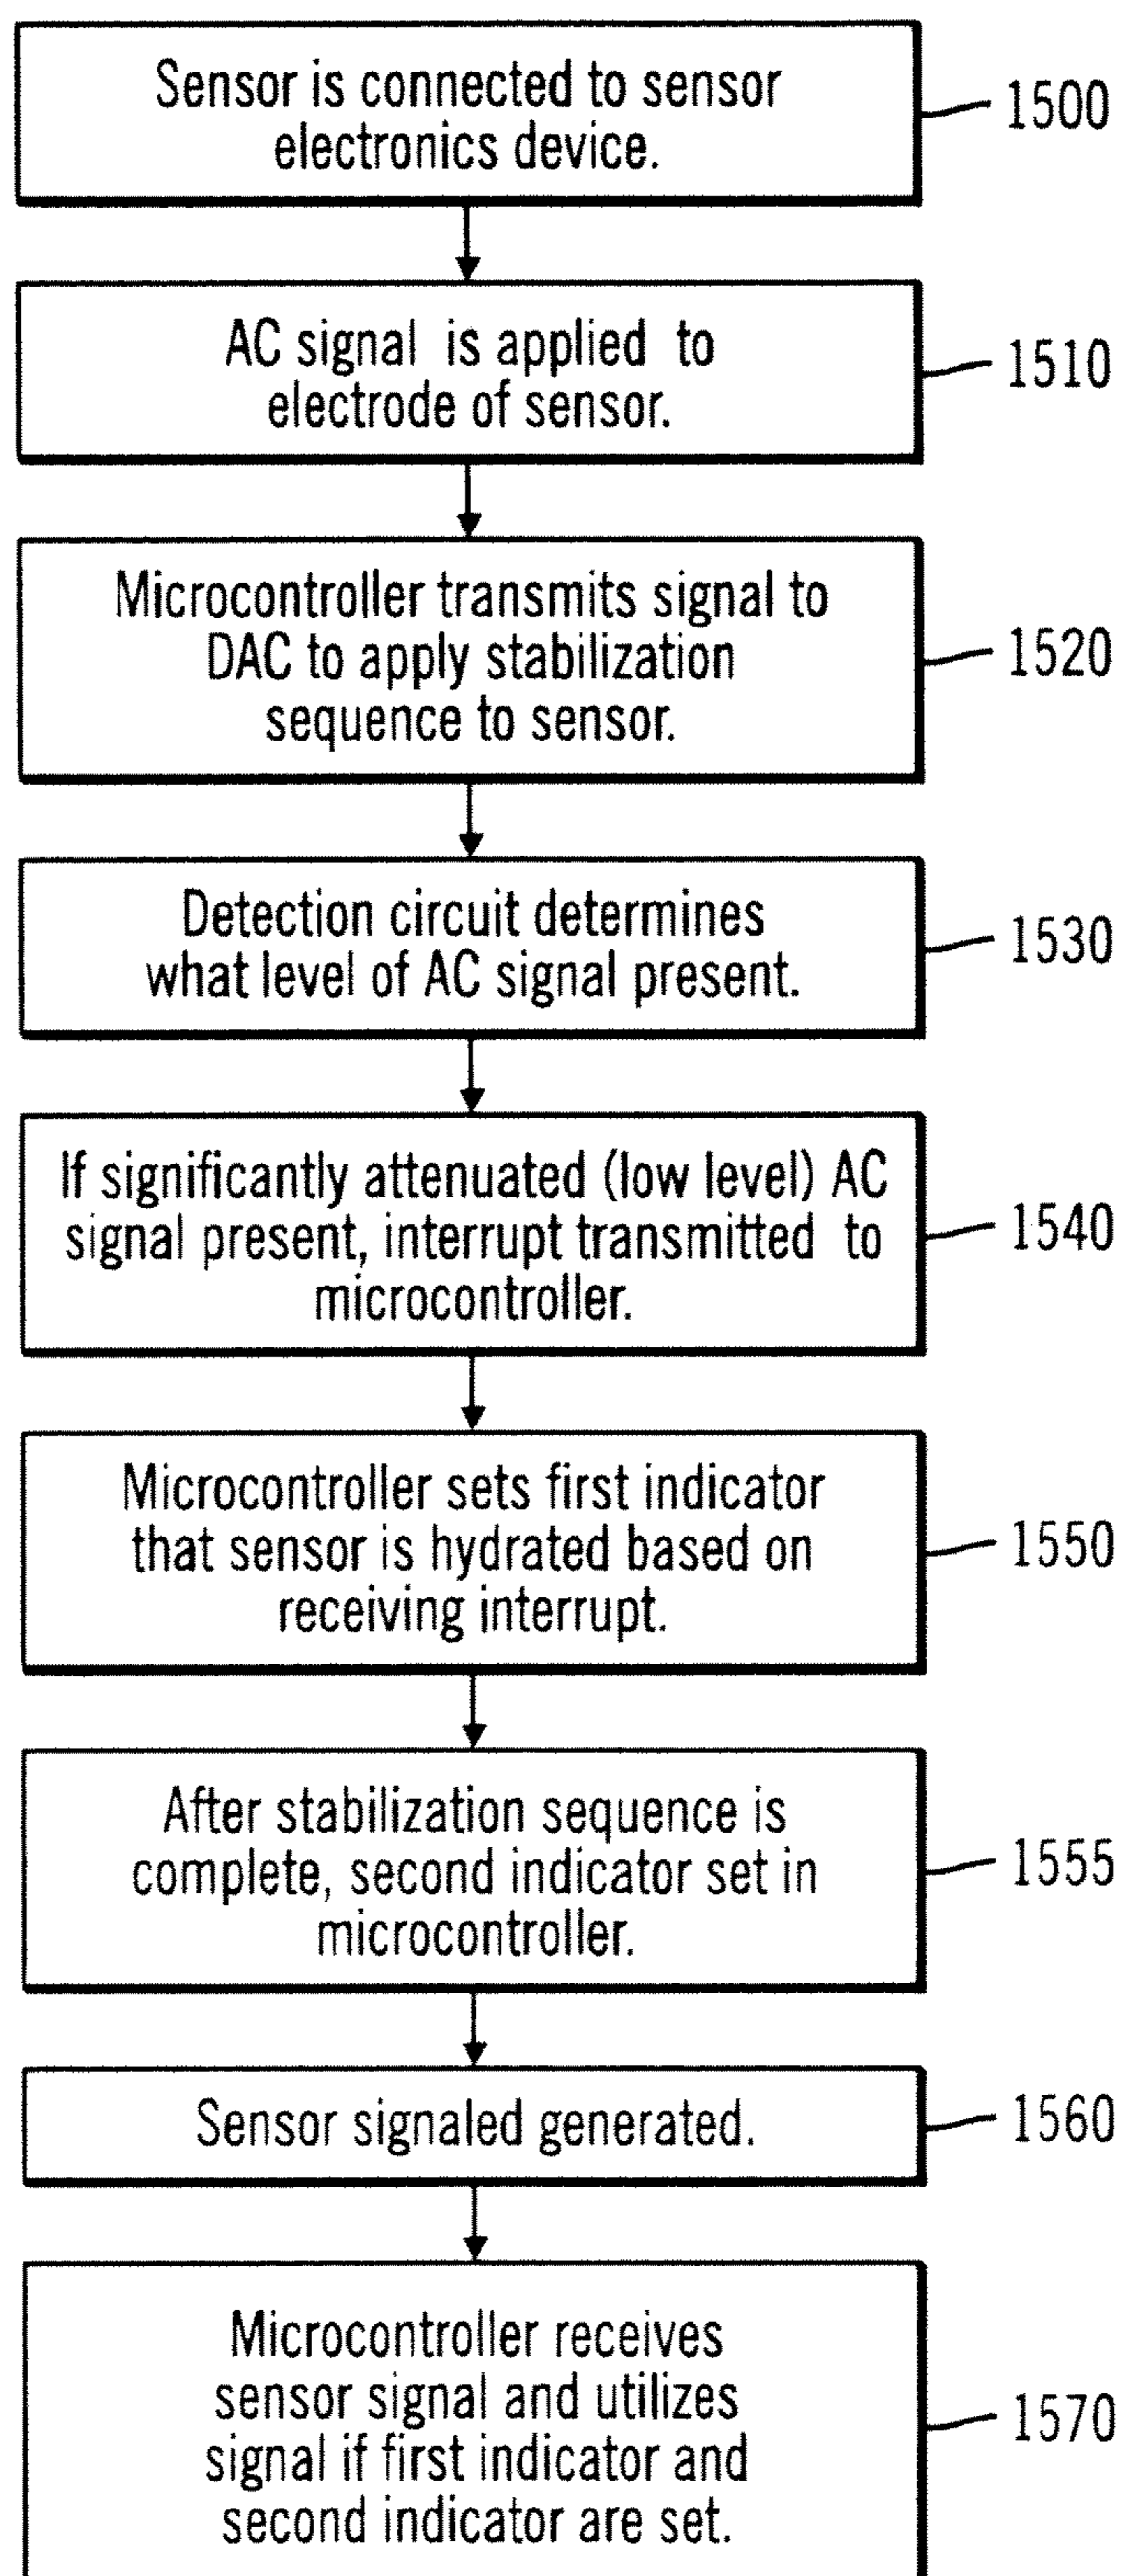 Sensor is connected to sensor
electronics device.
1500
AC signal is applied to
electrode of sensor.
1510
Microcontroller transmits signal to
DAC to apply stabilization
sequence to sensor.
1520
Detection circuit determines
what level of AC signal present.
1530
If significantly attenuated (low level) AC
signal present, interrupt transmitted to
microcontroller.
1540
Microcontroller sets first indicator
that sensor is hydrated based on
receiving interrupt.
1550
After stabilization sequence is
complete, second indicator set in
microcontroller.
1555
Sensor signaled generated.
1560
Microcontroller receives
sensor signal and utilizes
signal if first indicator and
second indicator are set.
1570